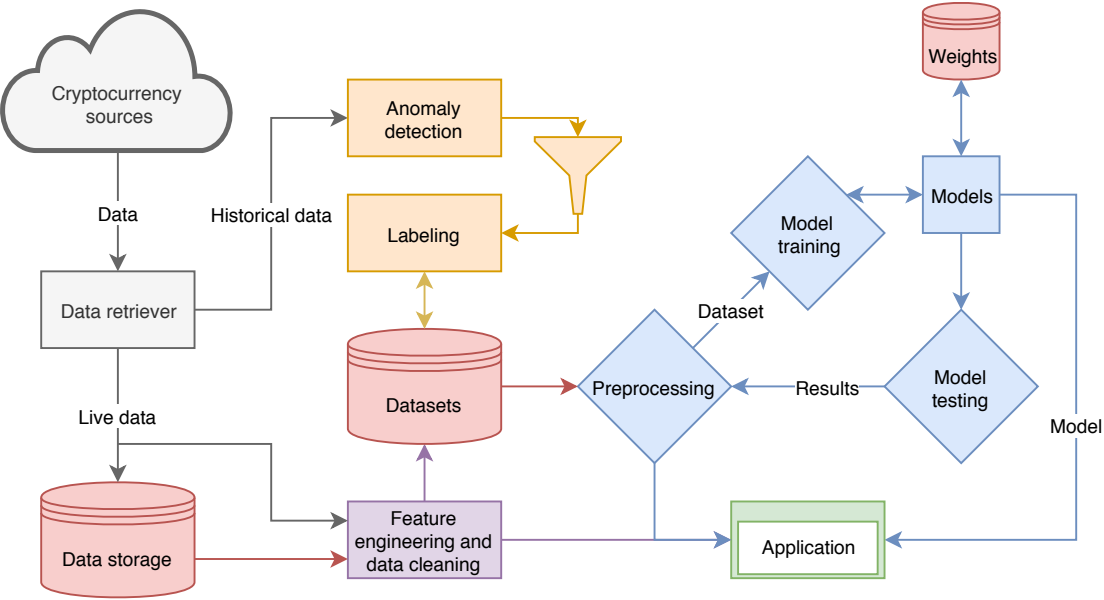 Cryptocurrency
sources
Weights
Anomaly
detection
Data
Historical data
Labeling
Model
training
Models
Data retriever
Dataset
Live data
Datasets
Preprocessing
Results
Model
testing
Model
Data storage
Feature
engineering and
data cleaning
Application